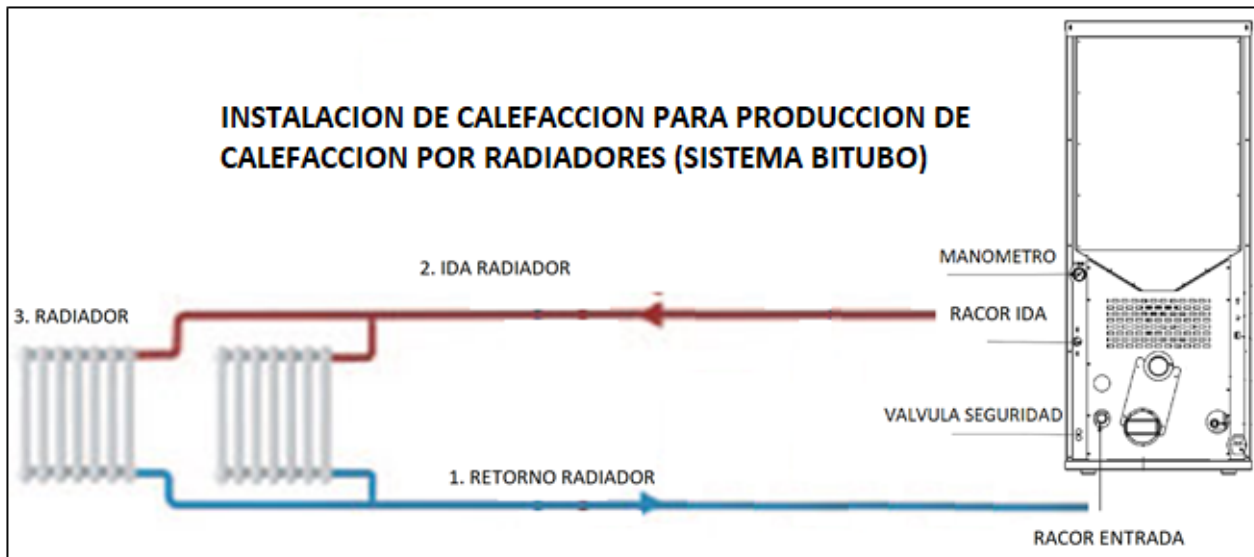 INSTALACION DE CALEFACCION PARA PRODUCCION DE
CALEFACCION POR RADIADORES (SISTEMA BITUBO)
MANOMETRO
2. IDA RADIADOR
3. RADIADOR
RACOR IDA
VALVULA SEGURIDAD
1. RETORNO RADIADOR
RACOR ENTRADA